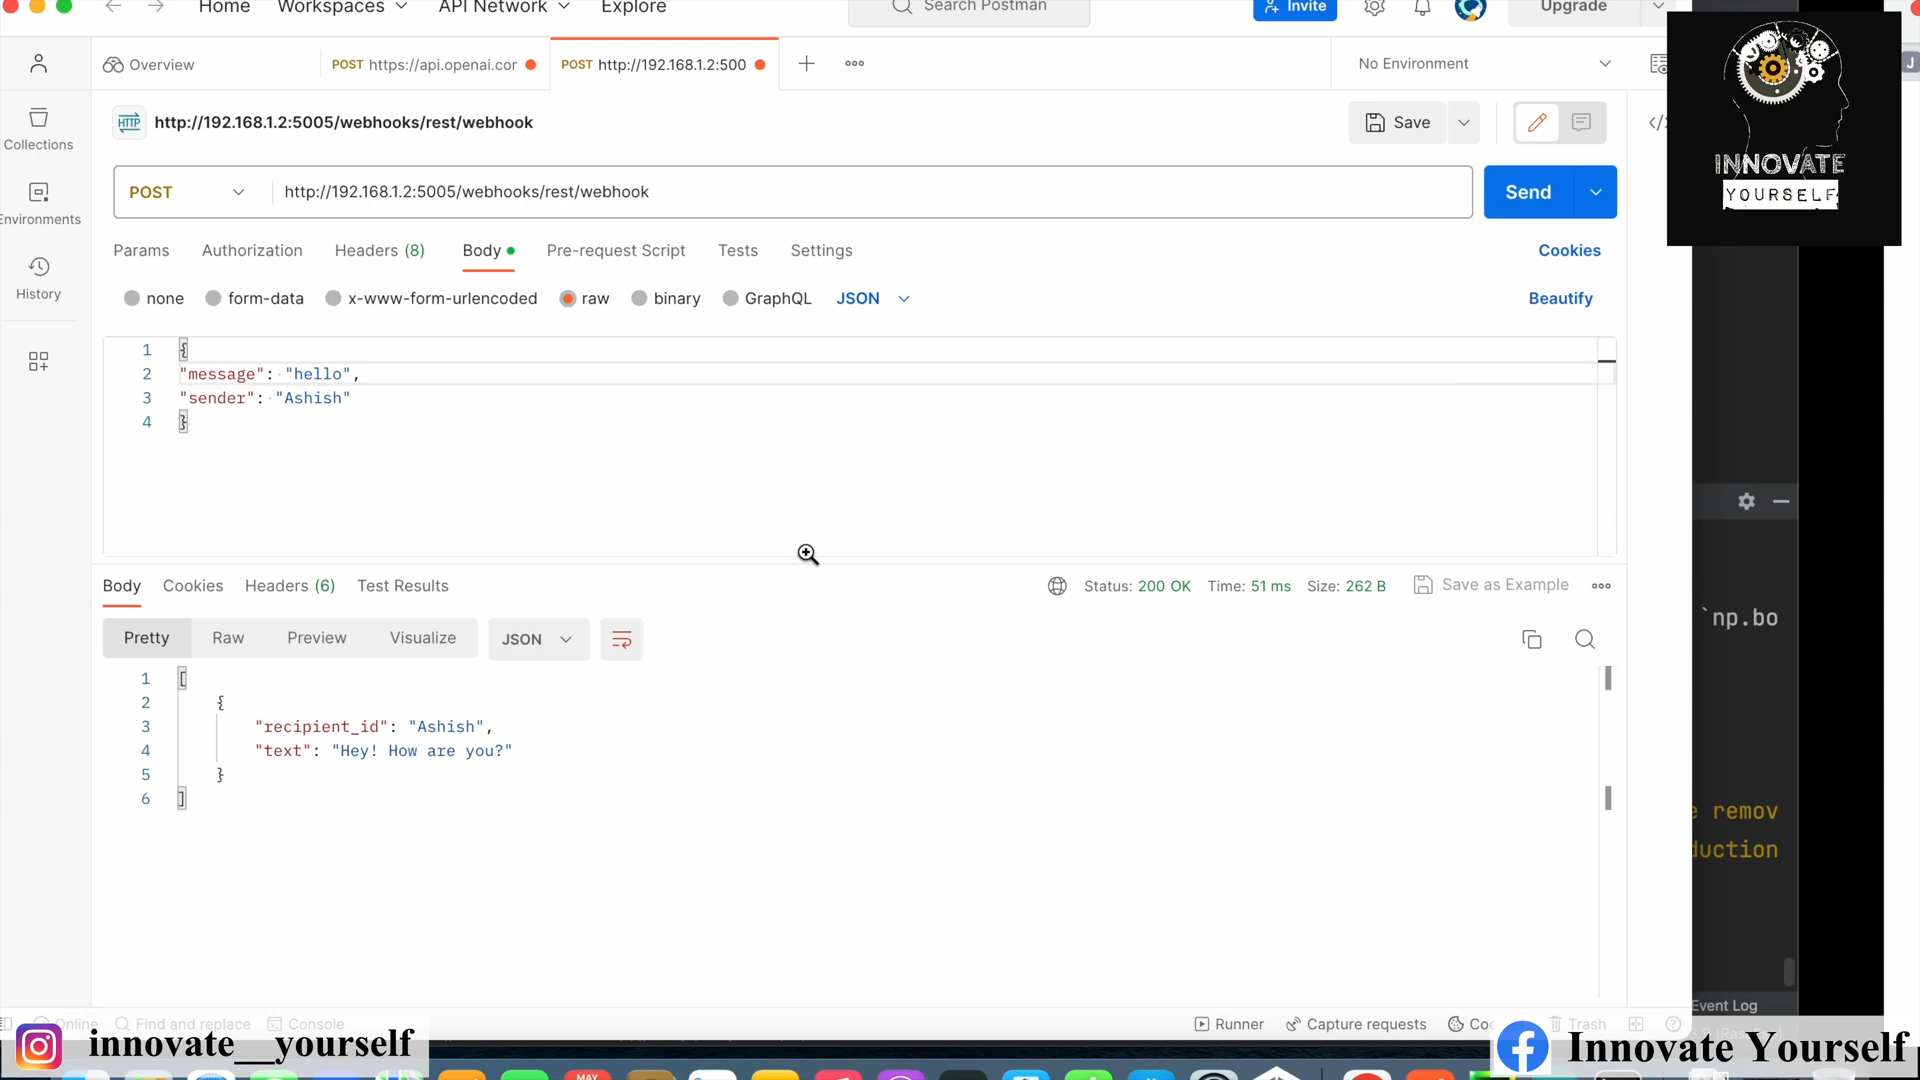 Home Workspaces API Network Explore Search Postman Invite Upgrade
Overview POST https://api.openai.cor POST http://192.168.1.2:500 No Environment
J
http://192.168.1.2:5005/webhooks/rest/webhook Save </>
HTTP
INNOVATE
YOURSELF
Collections
POST http://192.168.1.2:5005/webhooks/rest/webhook Send
Environments
Params Authorization Headers (8) Body Pre-request Script Tests Settings Cookies
History
none form-data x-www-form-urlencoded raw binary GraphQL JSON Beautify
1 {
2 "message": "hello",
3 "sender": "Ashish"
4 }
Body Cookies Headers (6) Test Results Status: 200 OK Time: 51 ms Size: 262 B Save as Example
`np.bo
Pretty Raw Preview Visualize JSON
1 [
2 {
3 "recipient_id": "Ashish",
4 "text": "Hey! How are you?"
5 }
6 ]
e remov
duction
Event Log
Online Find and replace Console Runner Capture requests Coo Trash
innovate__yourself
Innovate Yourself
MAY